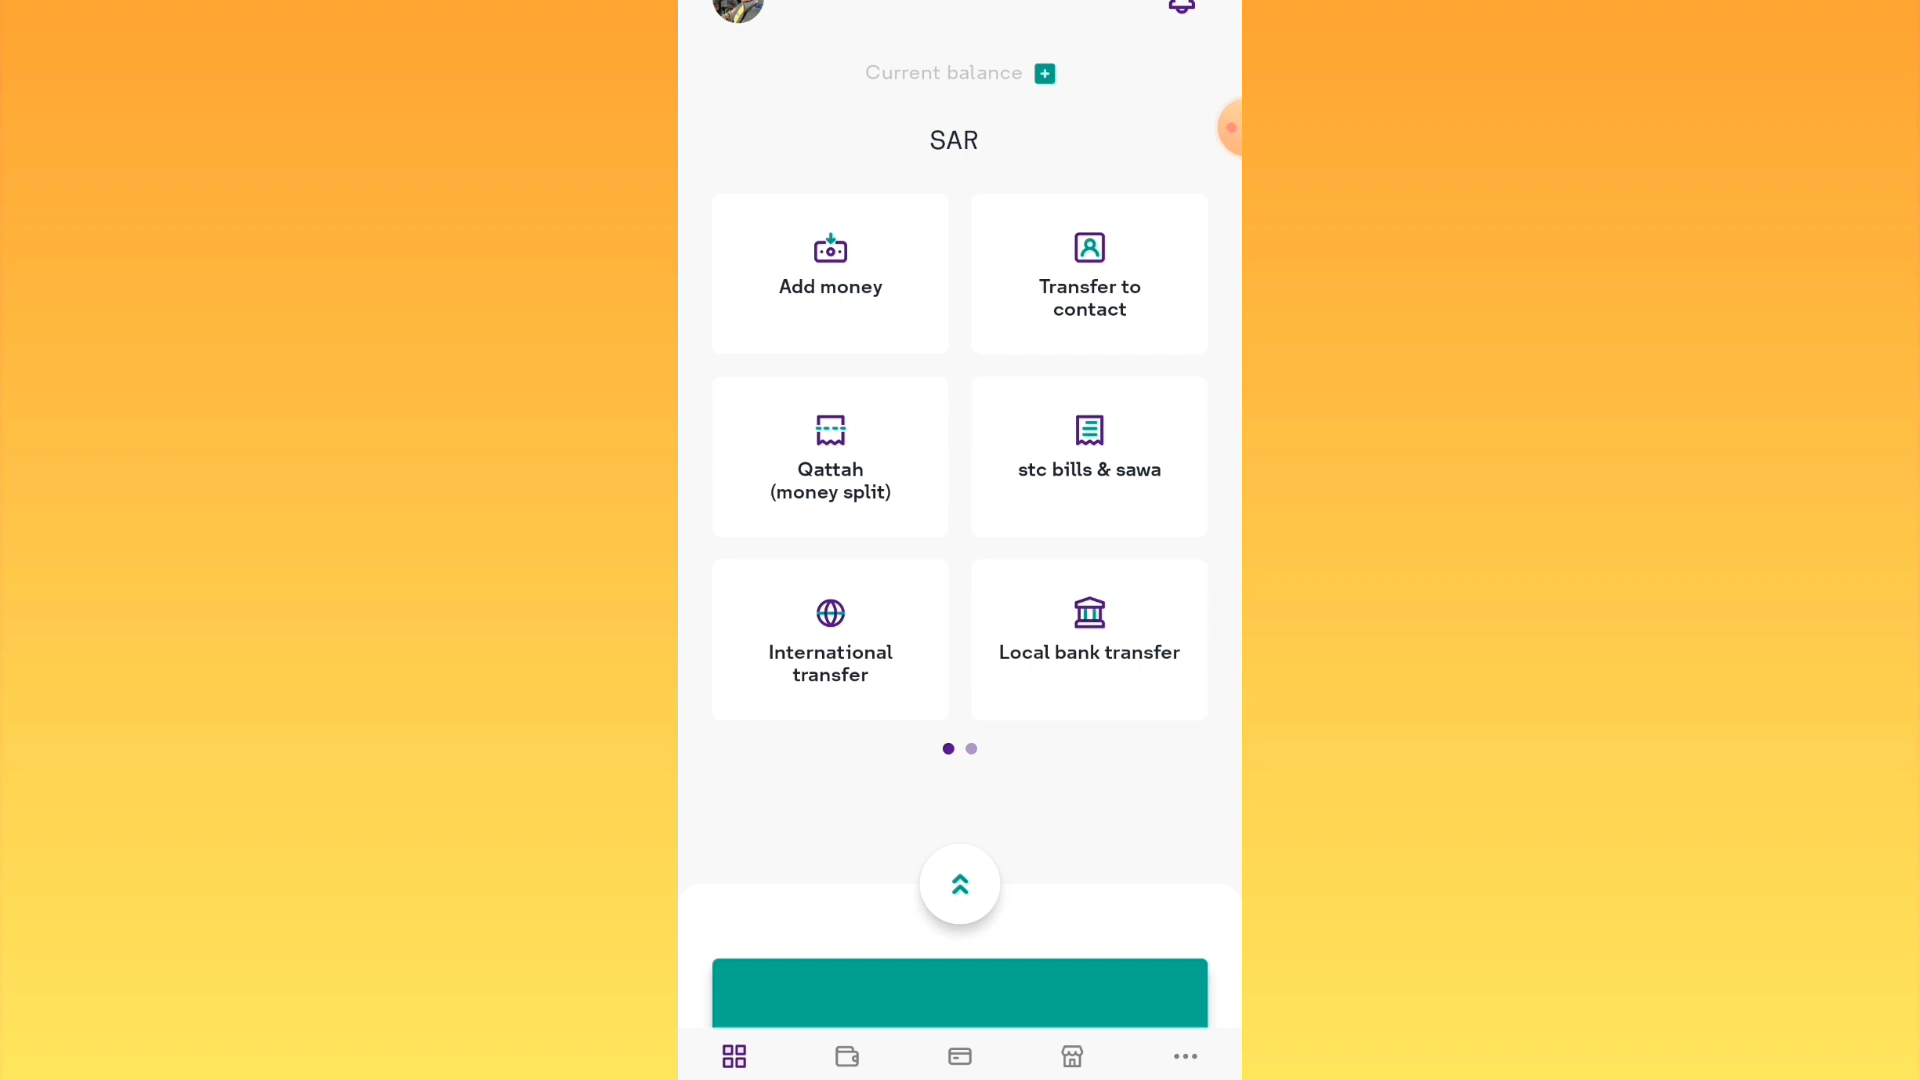 Current balance
SAR
Add money
Transfer to
contact
Qattah
(money split)
stc bills & sawa
International
transfer
Local bank transfer